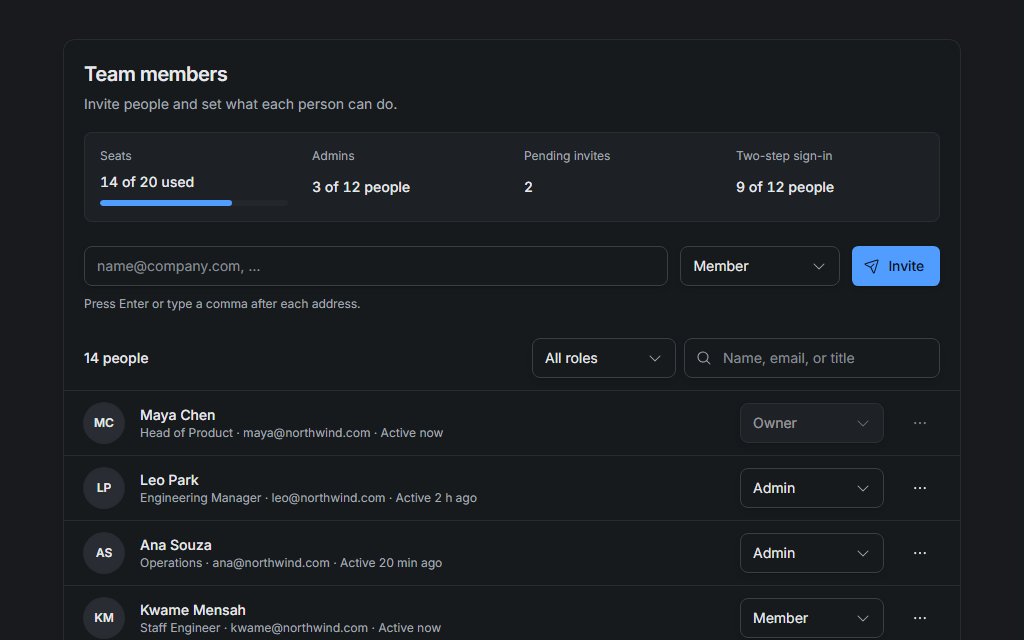 Team members
Invite people and set what each person can do.
Seats
14 of 20 used
Admins
3 of 12 people
Pending invites
2
Two-step sign-in
9 of 12 people
name@company.com, ...
Member
Invite
Press Enter or type a comma after each address.
14 people
All roles
Name, email, or title
MC
Maya Chen
Head of Product · maya@northwind.com · Active now
Owner
LP
Leo Park
Engineering Manager · leo@northwind.com · Active 2 h ago
Admin
AS
Ana Souza
Operations · ana@northwind.com · Active 20 min ago
Admin
KM
Kwame Mensah
Staff Engineer · kwame@northwind.com · Active now
Member